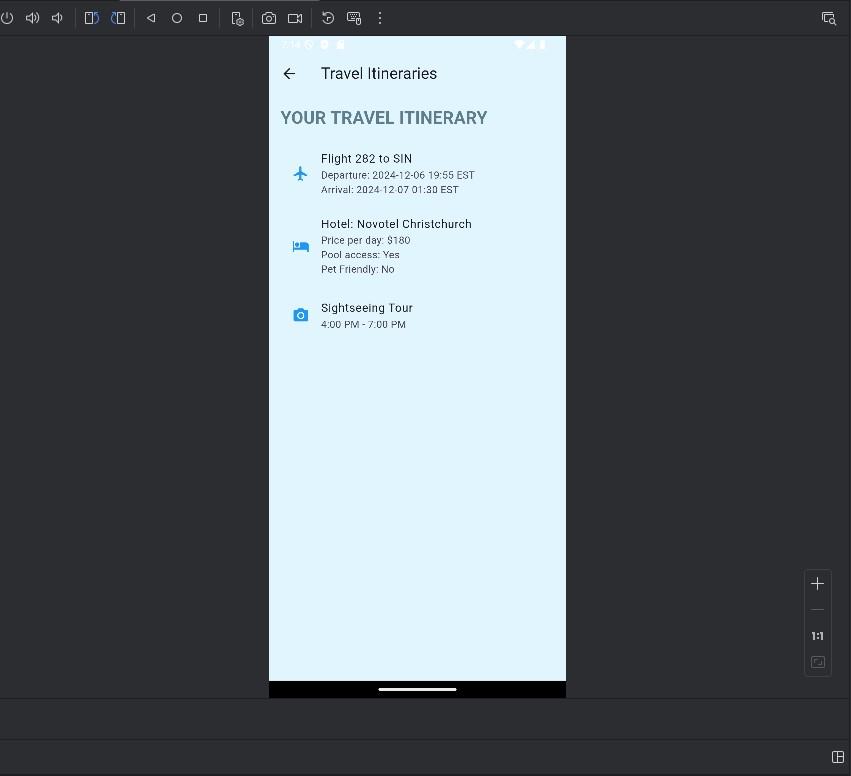 7:14
Travel Itineraries
YOUR TRAVEL ITINERARY
Flight 282 to SIN
Departure: 2024-12-06 19:55 EST
Arrival: 2024-12-07 01:30 EST
Hotel: Novotel Christchurch
Price per day: $180
Pool access: Yes
Pet Friendly: No
Sightseeing Tour
4:00 PM - 7:00 PM
1:1